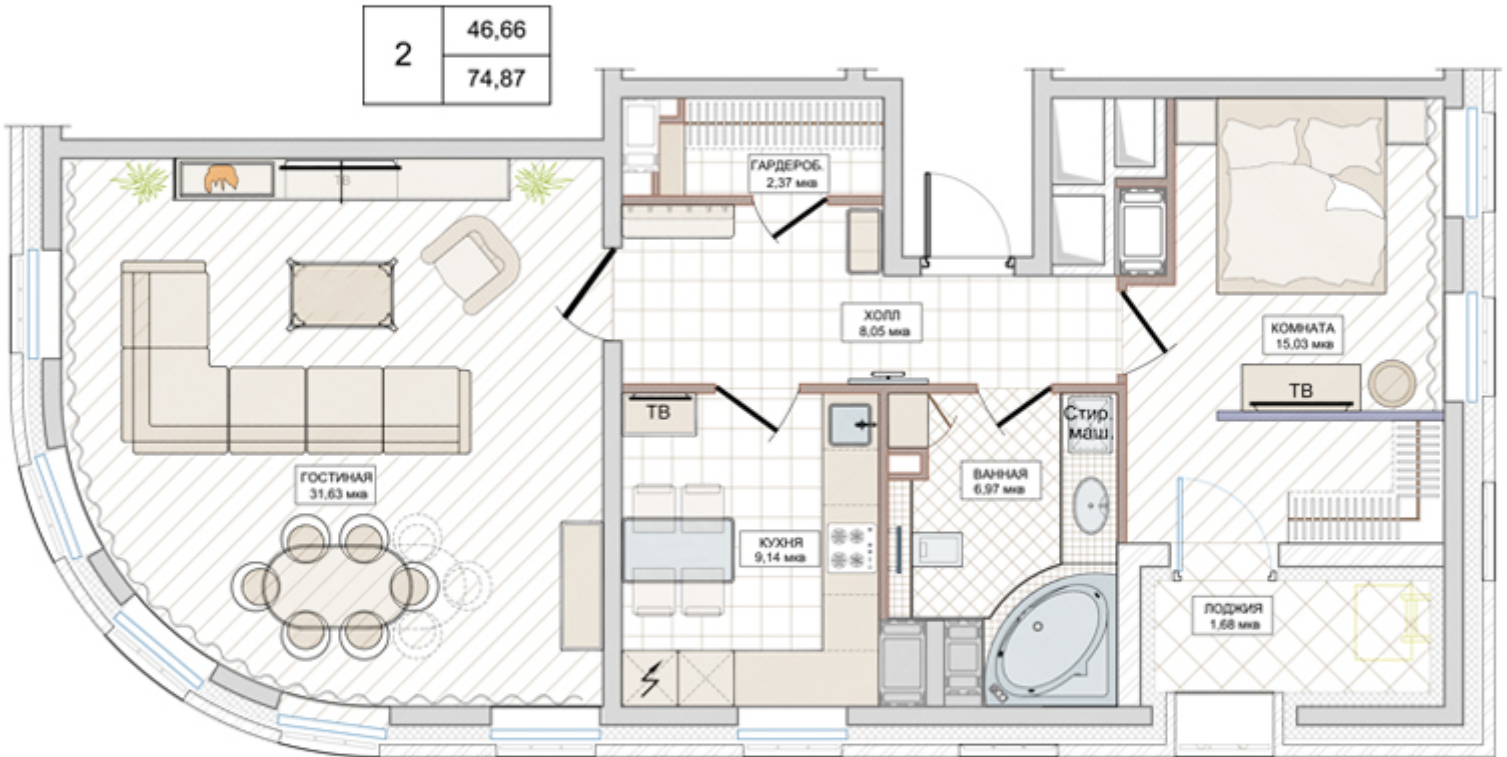 2
46,66
74,87
ТВ
ГАРДЕРОБ.
2,37 мкв
ХОЛЛ
8,05 мкв
КОМНАТА
15,03 мкв
ТВ
ТВ
Стир.
маш.
ГОСТИНАЯ
31,63 мкв
ВАННАЯ
6,97 мкв
КУХНЯ
9,14 мкв
ЛОДЖИЯ
1,68 мкв